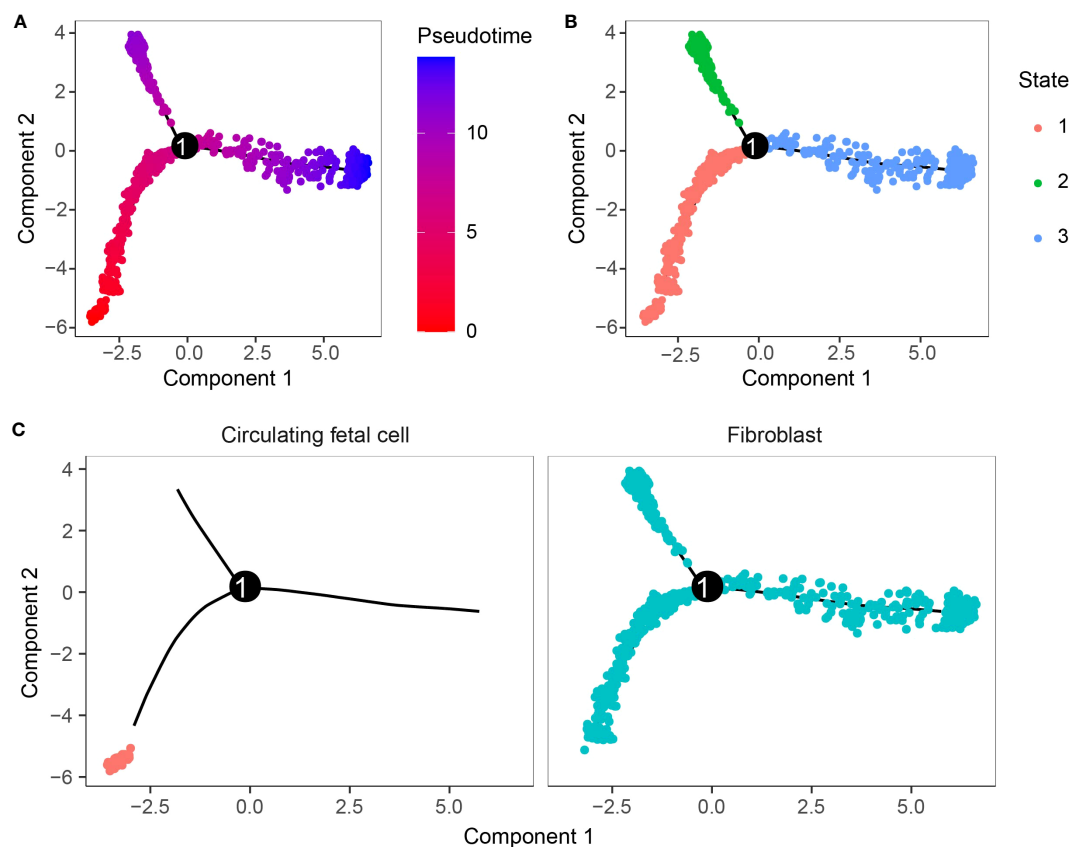 A
4
2
0
−2
−4
−6
Component 2
1
−2.5 0.0 2.5 5.0
Component 1
Pseudotime
10
5
0
B
4
2
0
−2
−4
−6
Component 2
1
−2.5 0.0 2.5 5.0
Component 1
State
1
2
3
C
Circulating fetal cell Fibroblast
4
2
0
−2
−4
−6
Component 2
1 1
−2.5 0.0 2.5 5.0 −2.5 0.0 2.5 5.0
Component 1